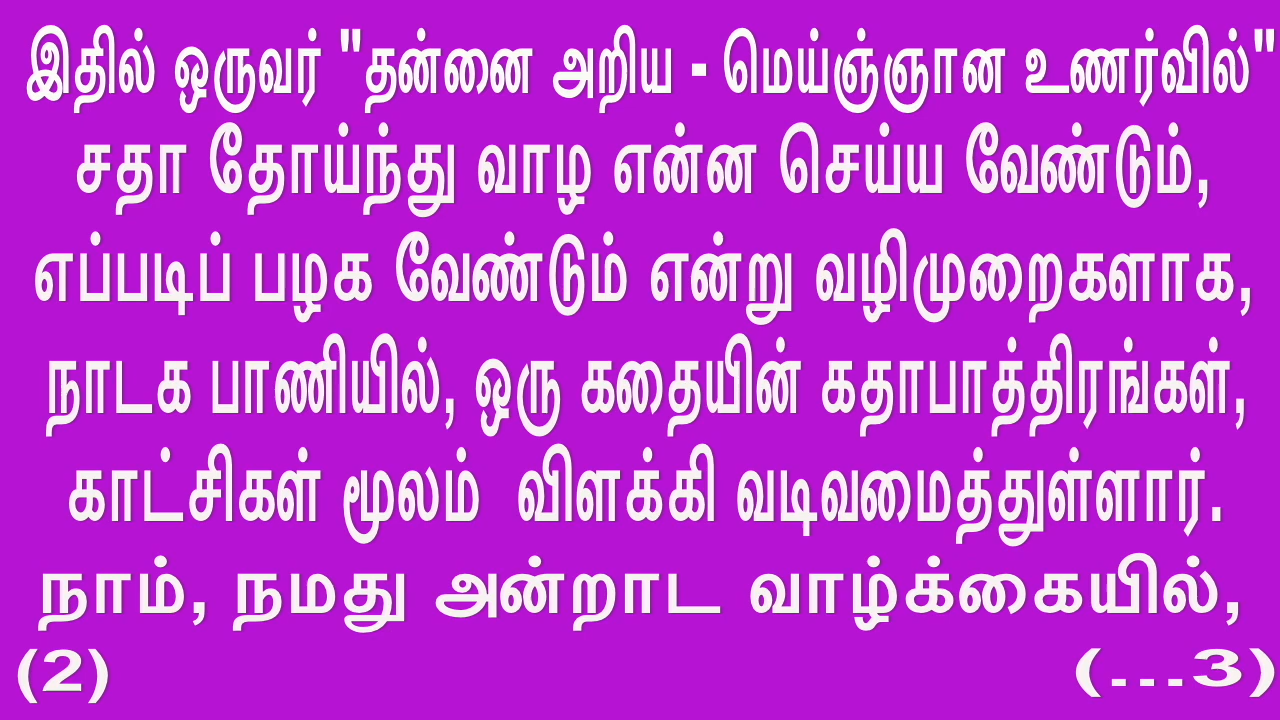 இதில் ஒருவர் "தன்னை அறிய - மெய்ஞ்ஞான உணர்வில்"
சதா தோய்ந்து வாழ என்ன செய்ய வேண்டும்,
எப்படிப் பழக வேண்டும் என்று வழிமுறைகளாக,
நாடக பாணியில், ஒரு கதையின் கதாபாத்திரங்கள்,
காட்சிகள் மூலம்  விளக்கி வடிவமைத்துள்ளார்.
நாம், நமது அன்றாட வாழ்க்கையில்,
(2) (...3)